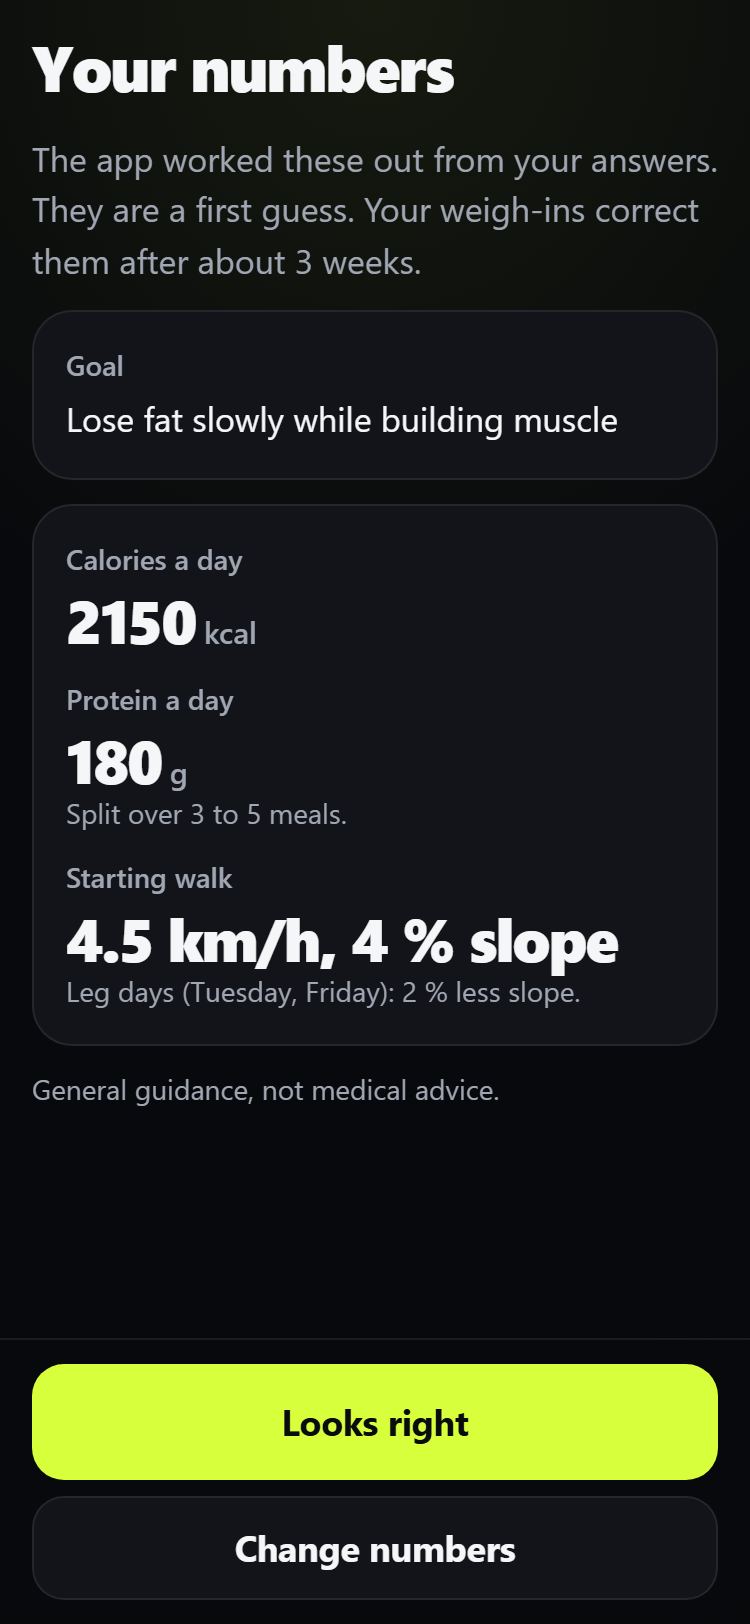 Your numbers
The app worked these out from your answers.
They are a first guess. Your weigh-ins correct
them after about 3 weeks.
Goal
Lose fat slowly while building muscle
Calories a day
2150 kcal
Protein a day
180 g
Split over 3 to 5 meals.
Starting walk
4.5 km/h, 4 % slope
Leg days (Tuesday, Friday): 2 % less slope.
General guidance, not medical advice.
Looks right
Change numbers